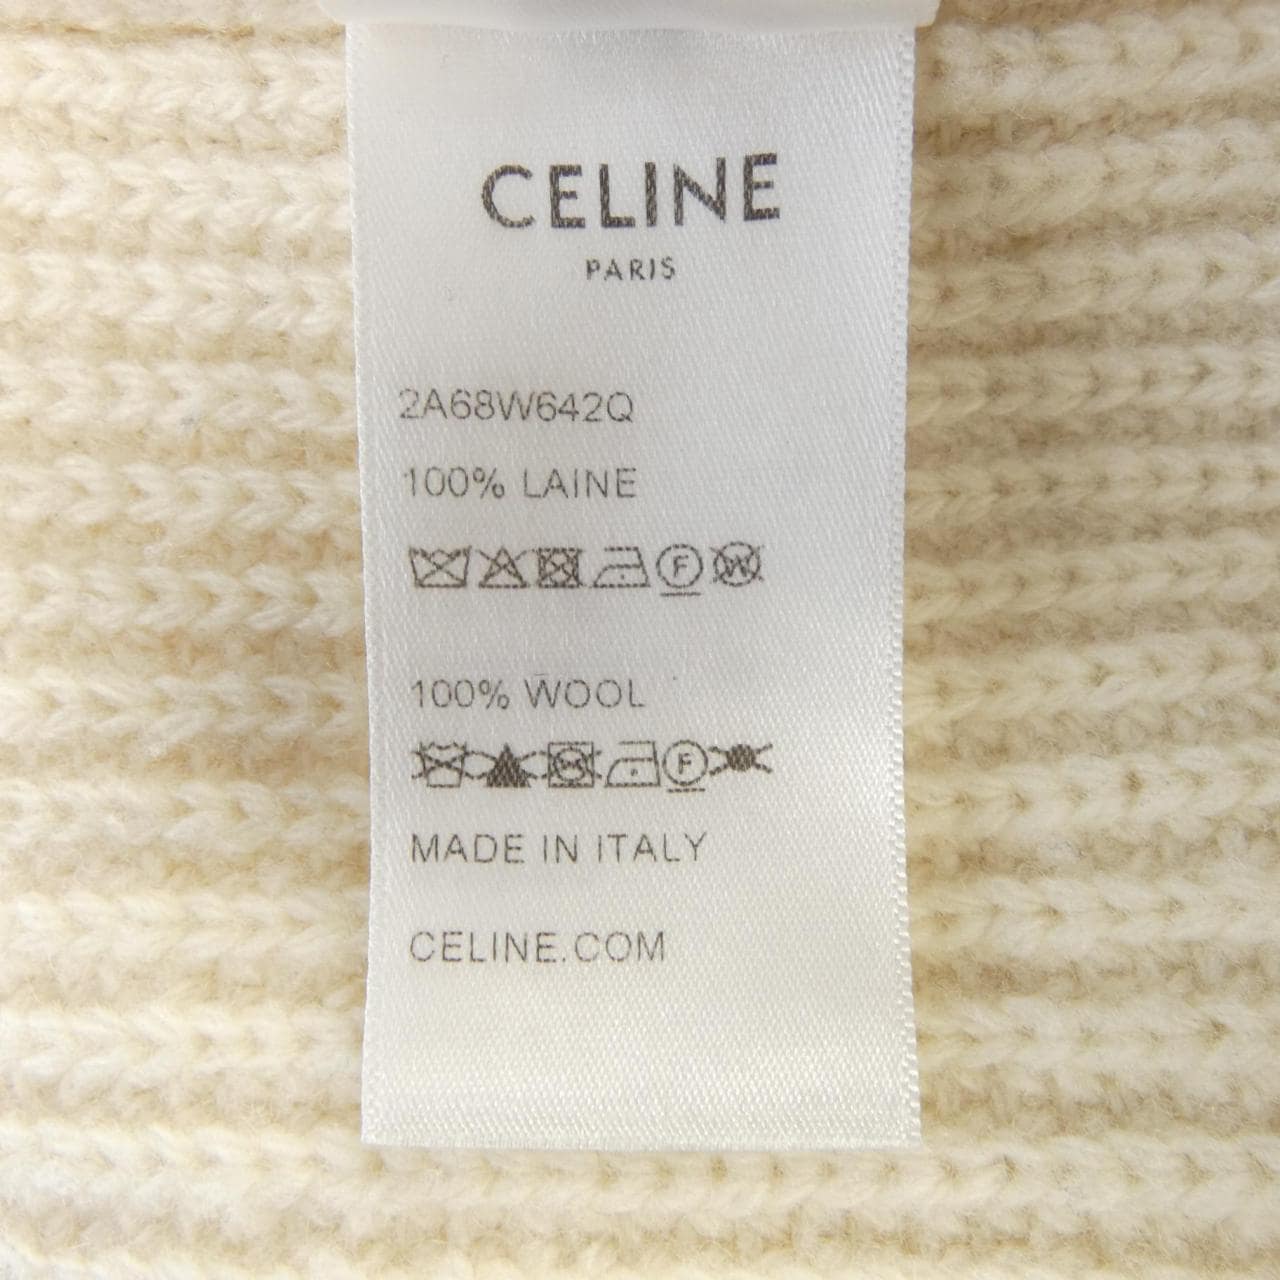 CELINE
PARIS
2A68W642Q
100% LAINE
F W
100% WOOL
F
MADE IN ITALY
CELINE.COM